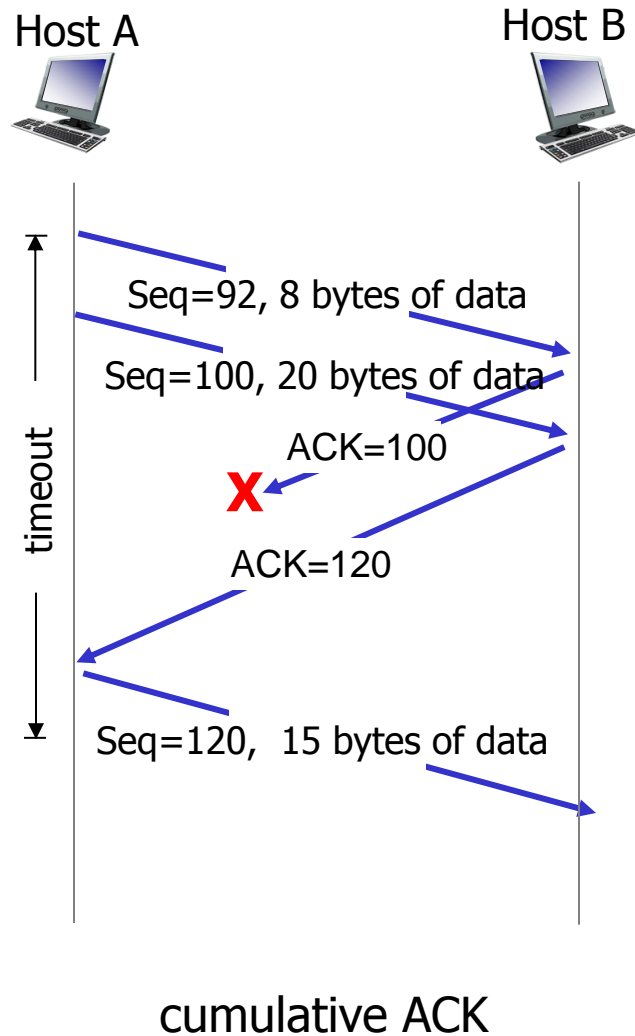 Host A
Host B
Seq=92, 8 bytes of data
Seq=100, 20 bytes of data
ACK=100
X
timeout
ACK=120
Seq=120, 15 bytes of data
cumulative ACK